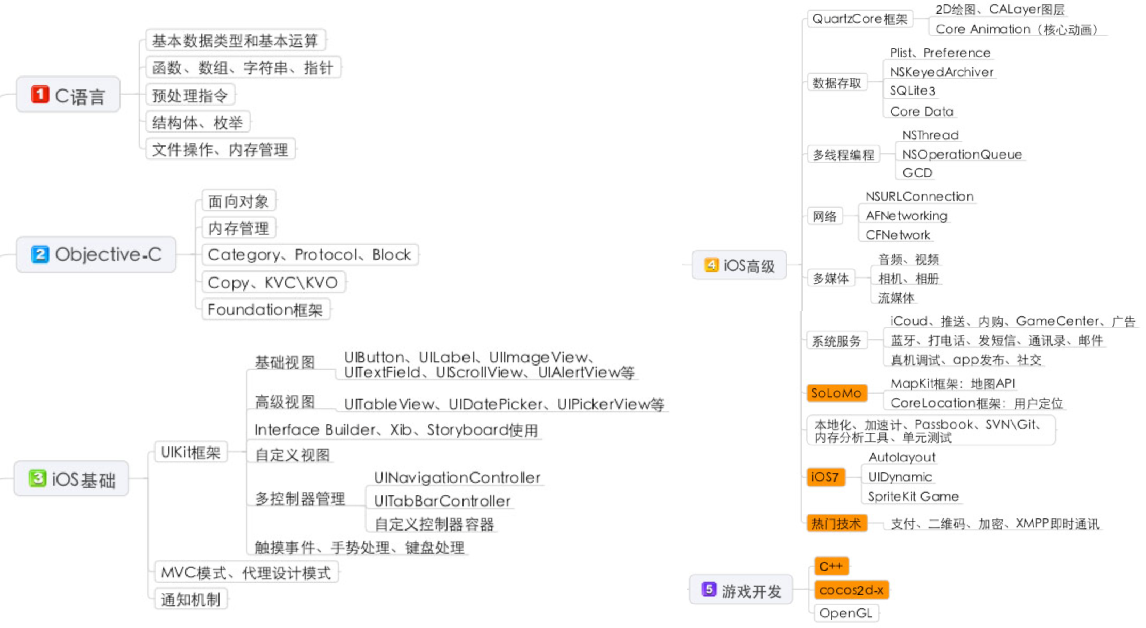 1 C语言
基本数据类型和基本运算
函数、数组、字符串、指针
预处理指令
结构体、枚举
文件操作、内存管理
2 Objective-C
面向对象
内存管理
Category、Protocol、Block
Copy、KVC\KVO
Foundation框架
3 iOS基础
UIKit框架
基础视图
UIButton、UILabel、UIImageView、
UITextField、UIScrollView、UIAlertView等
高级视图
UITableView、UIDatePicker、UIPickerView等
Interface Builder、Xib、Storyboard使用
自定义视图
多控制器管理
UINavigationController
UITabBarController
自定义控制器容器
触摸事件、手势处理、键盘处理
MVC模式、代理设计模式
通知机制
4 iOS高级
QuartzCore框架
2D绘图、CALayer图层
Core Animation（核心动画）
数据存取
Plist、Preference
NSKeyedArchiver
SQLite3
Core Data
多线程编程
NSThread
NSOperationQueue
GCD
网络
NSURLConnection
AFNetworking
CFNetwork
多媒体
音频、视频
相机、相册
流媒体
系统服务
iCoud、推送、内购、GameCenter、广告
蓝牙、打电话、发短信、通讯录、邮件
真机调试、app发布、社交
SoLoMo
MapKit框架：地图API
CoreLocation框架：用户定位
本地化、加速计、Passbook、SVN\Git、
内存分析工具、单元测试
iOS7
Autolayout
UIDynamic
SpriteKit Game
热门技术
支付、二维码、加密、XMPP即时通讯
5 游戏开发
C++
cocos2d-x
OpenGL